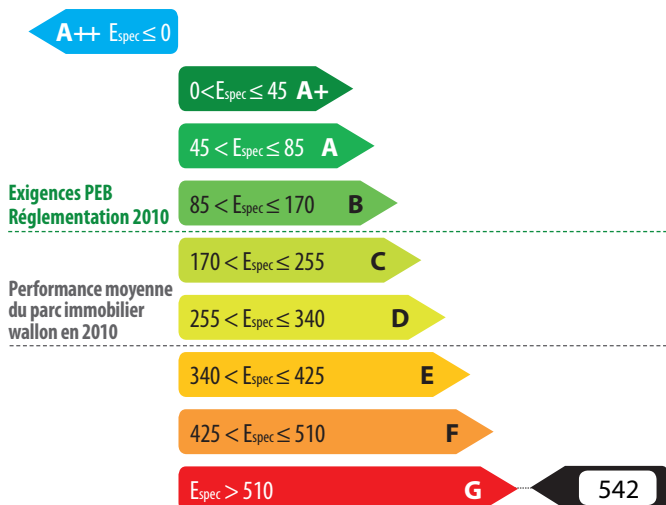 A++ Espec ≤ 0
0<Espec ≤ 45 A+
45 < Espec ≤ 85 A
Exigences PEB
Réglementation 2010
85 < Espec ≤ 170 B
170 < Espec ≤ 255 C
Performance moyenne
du parc immobilier
wallon en 2010
255 < Espec ≤ 340 D
340 < Espec ≤ 425 E
425 < Espec ≤ 510 F
Espec > 510 G
542